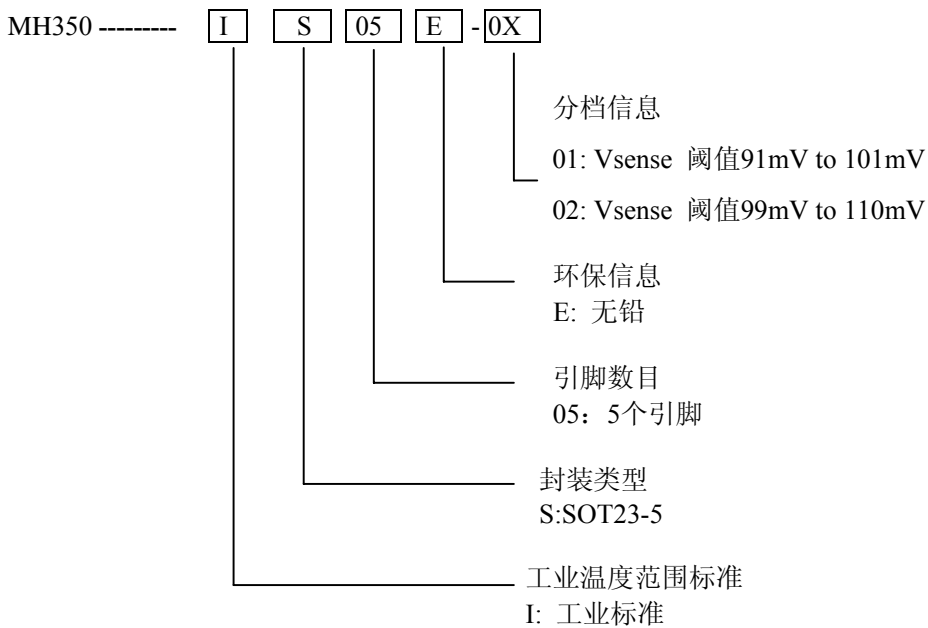 MH350 --------- I S 05 E - 0X
分档信息
01: Vsense 阈值91mV to 101mV
02: Vsense 阈值99mV to 110mV
环保信息
E: 无铅
引脚数目
05：5个引脚
封装类型
S:SOT23-5
工业温度范围标准
I: 工业标准